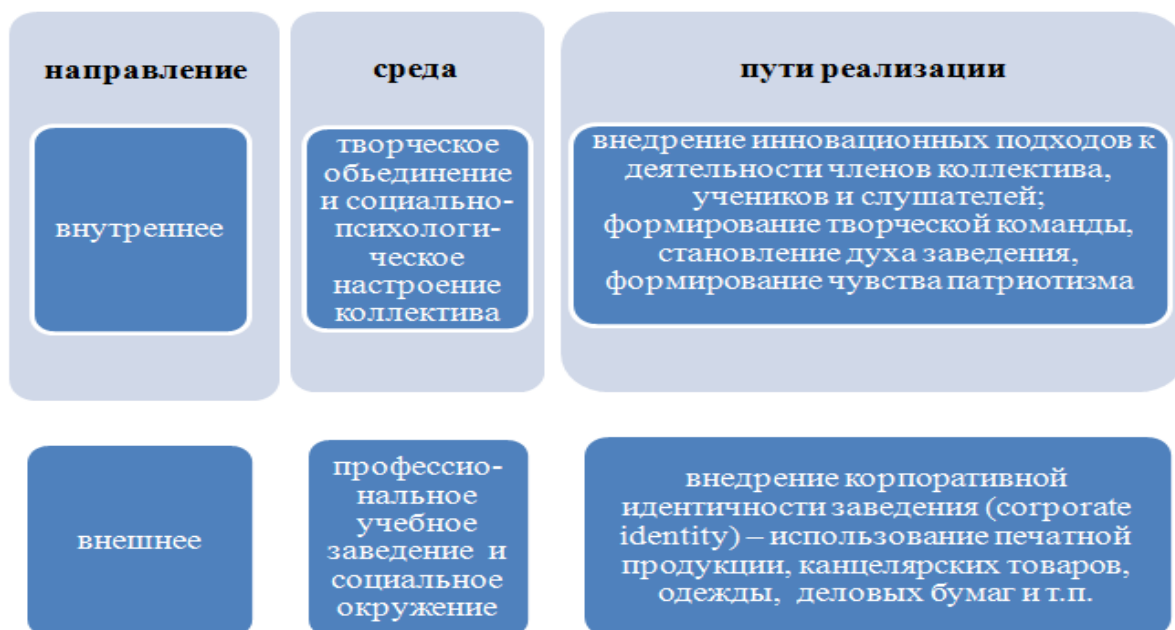 направление
среда
пути реализации
внутреннее
творческое
обьединение
и социально-
психологи-
ческое
настроение
коллектива
внедрение инновационных подходов к
деятельности членов коллектива,
учеников и слушателей;
формирование творческой команды,
становление духа заведения,
формирование чувства патриотизма
внешнее
профессио-
нальное
учебное
заведение и
социальное
окружение
внедрение корпоративной
идентичности заведения (corporate
identity) – использование печатной
продукции, канцелярских товаров,
одежды, деловых бумаг и т.п.